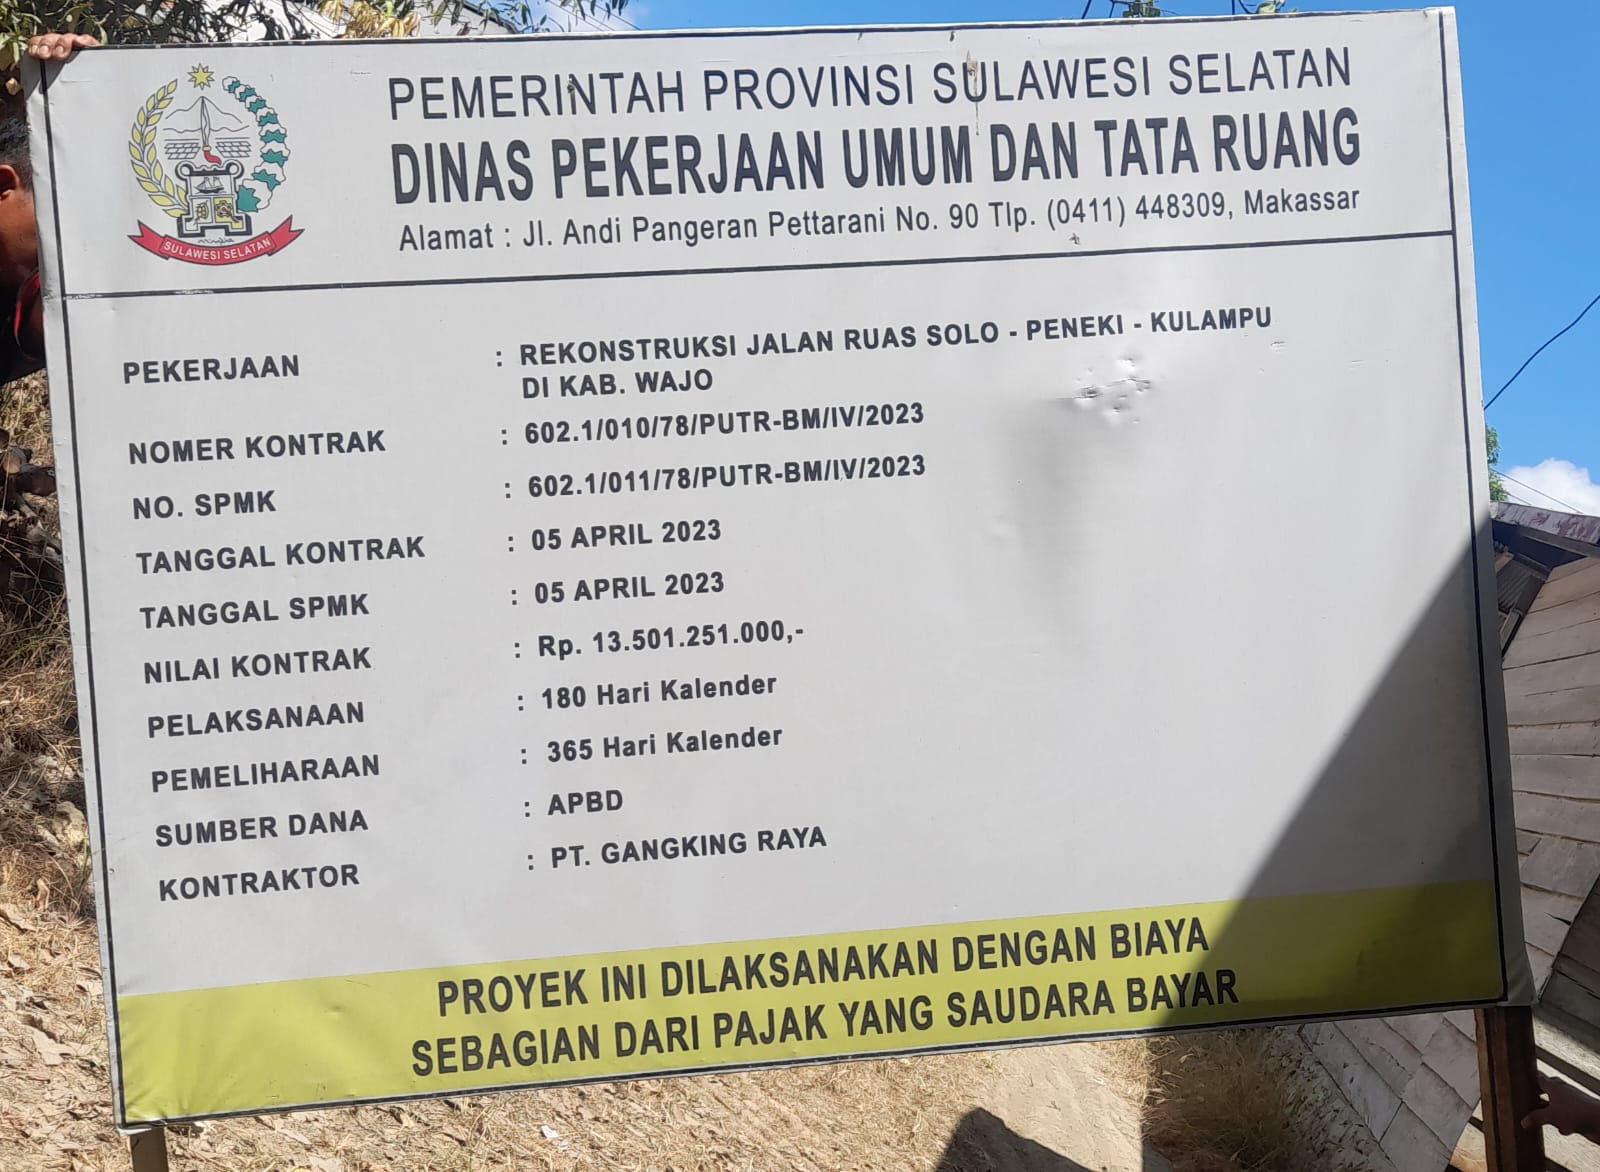 PEMERINTAH PROVINSI SULAWESI SELATAN
DINAS PEKERJAAN UMUM DAN TATA RUANG
Alamat : Jl. Andi Pangeran Pettarani No. 90 Tlp. (0411) 448309, Makassar
SULAWESI SELATAN
PEKERJAAN : REKONSTRUKSI JALAN RUAS SOLO - PENEKI - KULAMPU
DI KAB. WAJO
NOMER KONTRAK : 602.1/010/78/PUTR-BM/IV/2023
NO. SPMK : 602.1/011/78/PUTR-BM/IV/2023
TANGGAL KONTRAK : 05 APRIL 2023
TANGGAL SPMK : 05 APRIL 2023
NILAI KONTRAK : Rp. 13.501.251.000,-
PELAKSANAAN : 180 Hari Kalender
PEMELIHARAAN : 365 Hari Kalender
SUMBER DANA : APBD
KONTRAKTOR : PT. GANGKING RAYA
PROYEK INI DILAKSANAKAN DENGAN BIAYA
SEBAGIAN DARI PAJAK YANG SAUDARA BAYAR